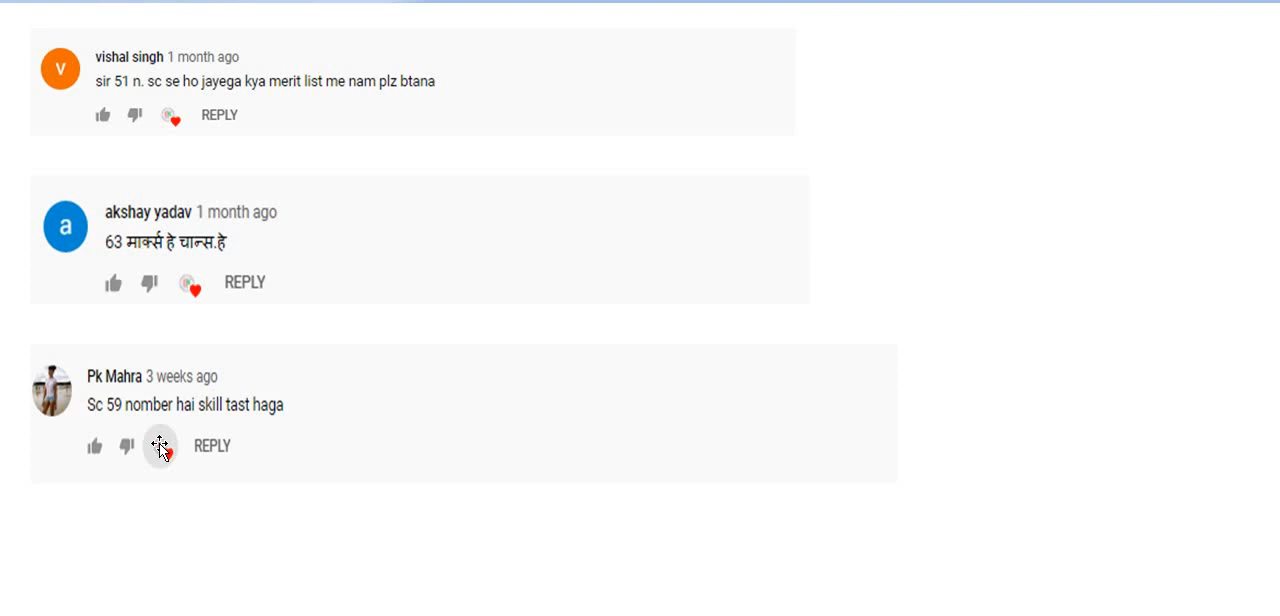 v
vishal singh 1 month ago
sir 51 n. sc se ho jayega kya merit list me nam plz btana
REPLY
a
akshay yadav 1 month ago
63 मार्क्स हे चान्स.हे
REPLY
Pk Mahra 3 weeks ago
Sc 59 nomber hai skill tast haga
REPLY